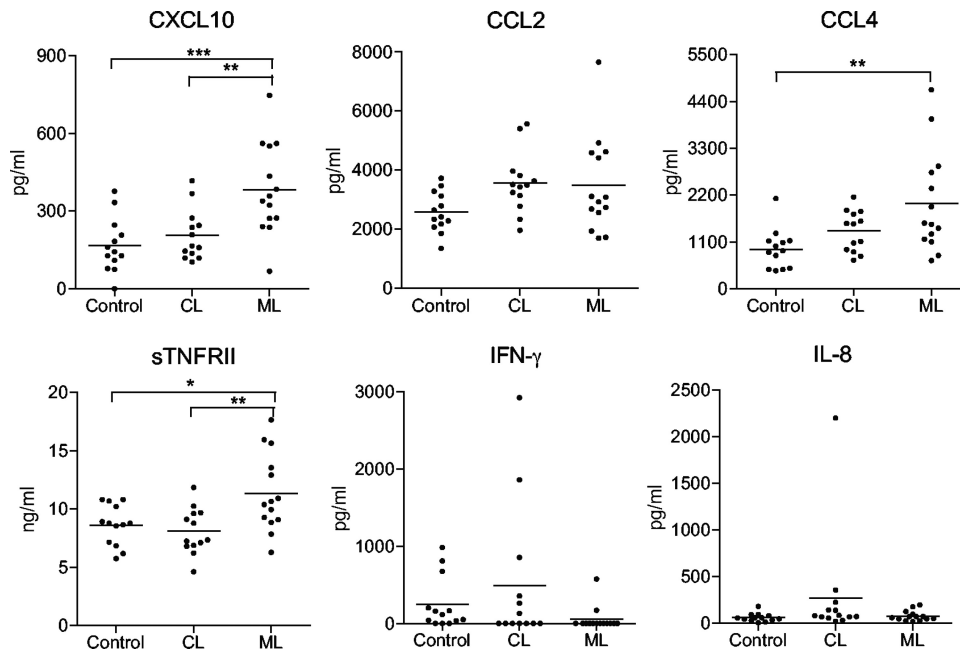 CXCL10
900
600
300
0
pg/ml
***
**
Control CL ML
CCL2
8000
6000
4000
2000
0
pg/ml
Control CL ML
CCL4
5500
4400
3300
2200
1100
0
pg/ml
**
Control CL ML
sTNFRII
20
15
10
5
0
ng/ml
*
**
Control CL ML
IFN-γ
3000
2000
1000
0
pg/ml
Control CL ML
IL-8
2500
2000
1500
1000
500
0
pg/ml
Control CL ML